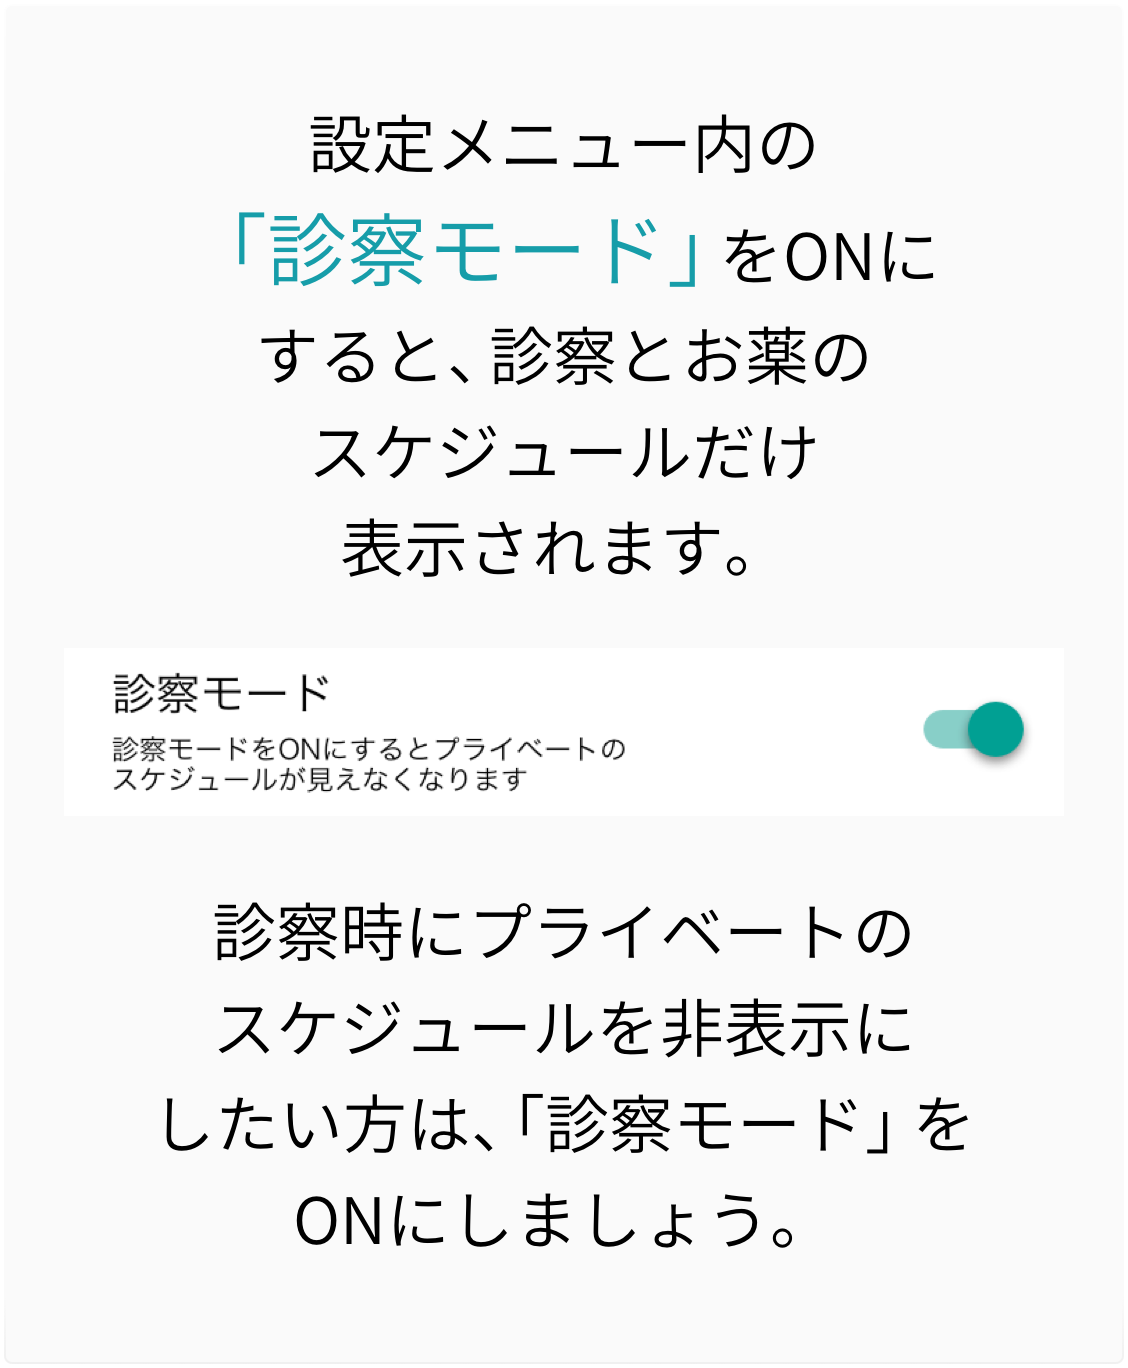 設定メニュー内の
「診察モード」をONに
すると、診察とお薬の
スケジュールだけ
表示されます。
診察モード
診察モードをONにするとプライベートの
スケジュールが見えなくなります
診察時にプライベートの
スケジュールを非表示に
したい方は、「診察モード」を
ONにしましょう。